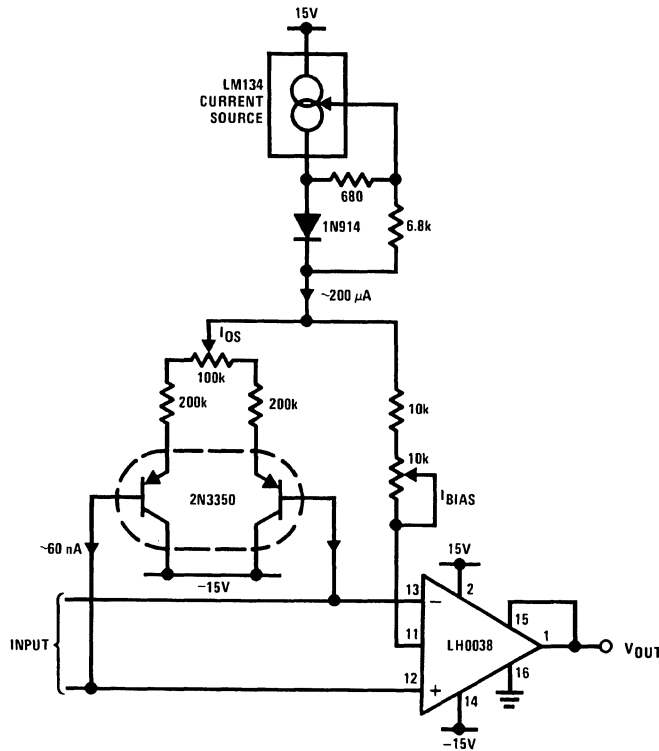 15V
LM134
CURRENT
SOURCE
680
1N914
6.8k
~200 µA
IOS
100k
200k
200k
10k
10k
IBIAS
2N3350
~60 nA
−15V
15V
INPUT
13
−
2
15
1
11
LH0038
VOUT
16
12
+
14
−15V